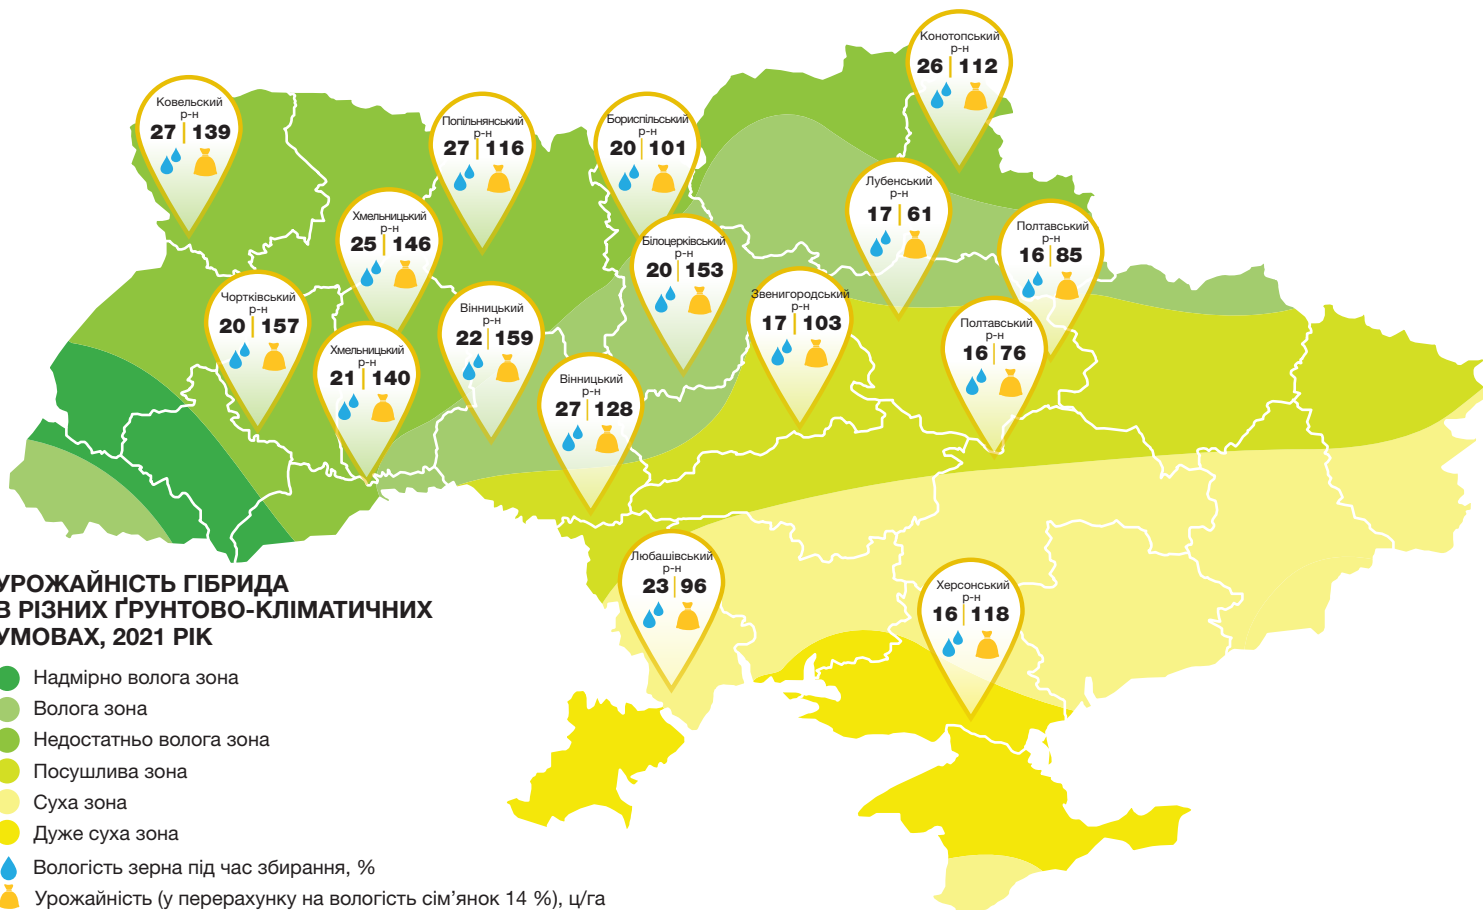 Конотопський
р-н
26 | 112
Ковельский
р-н
27 | 139
Попільнянський
р-н
27 | 116
Бориспільський
р-н
20 | 101
Лубенський
р-н
17 | 61
Хмельницький
р-н
25 | 146
Полтавський
р-н
16 | 85
Білоцерківський
р-н
20 | 153
Чортківський
р-н
20 | 157
Вінницький
р-н
22 | 159
Звенигородський
р-н
17 | 103
Полтавський
р-н
16 | 76
Хмельницький
р-н
21 | 140
Вінницький
р-н
27 | 128
Любашівський
р-н
23 | 96
Херсонський
р-н
16 | 118
УРОЖАЙНІСТЬ ГІБРИДА
В РІЗНИХ ҐРУНТОВО-КЛІМАТИЧНИХ
УМОВАХ, 2021 РІК
Надмірно волога зона
Волога зона
Недостатньо волога зона
Посушлива зона
Суха зона
Дуже суха зона
Вологість зерна під час збирання, %
Урожайність (у перерахунку на вологість сім’янок 14 %), ц/га